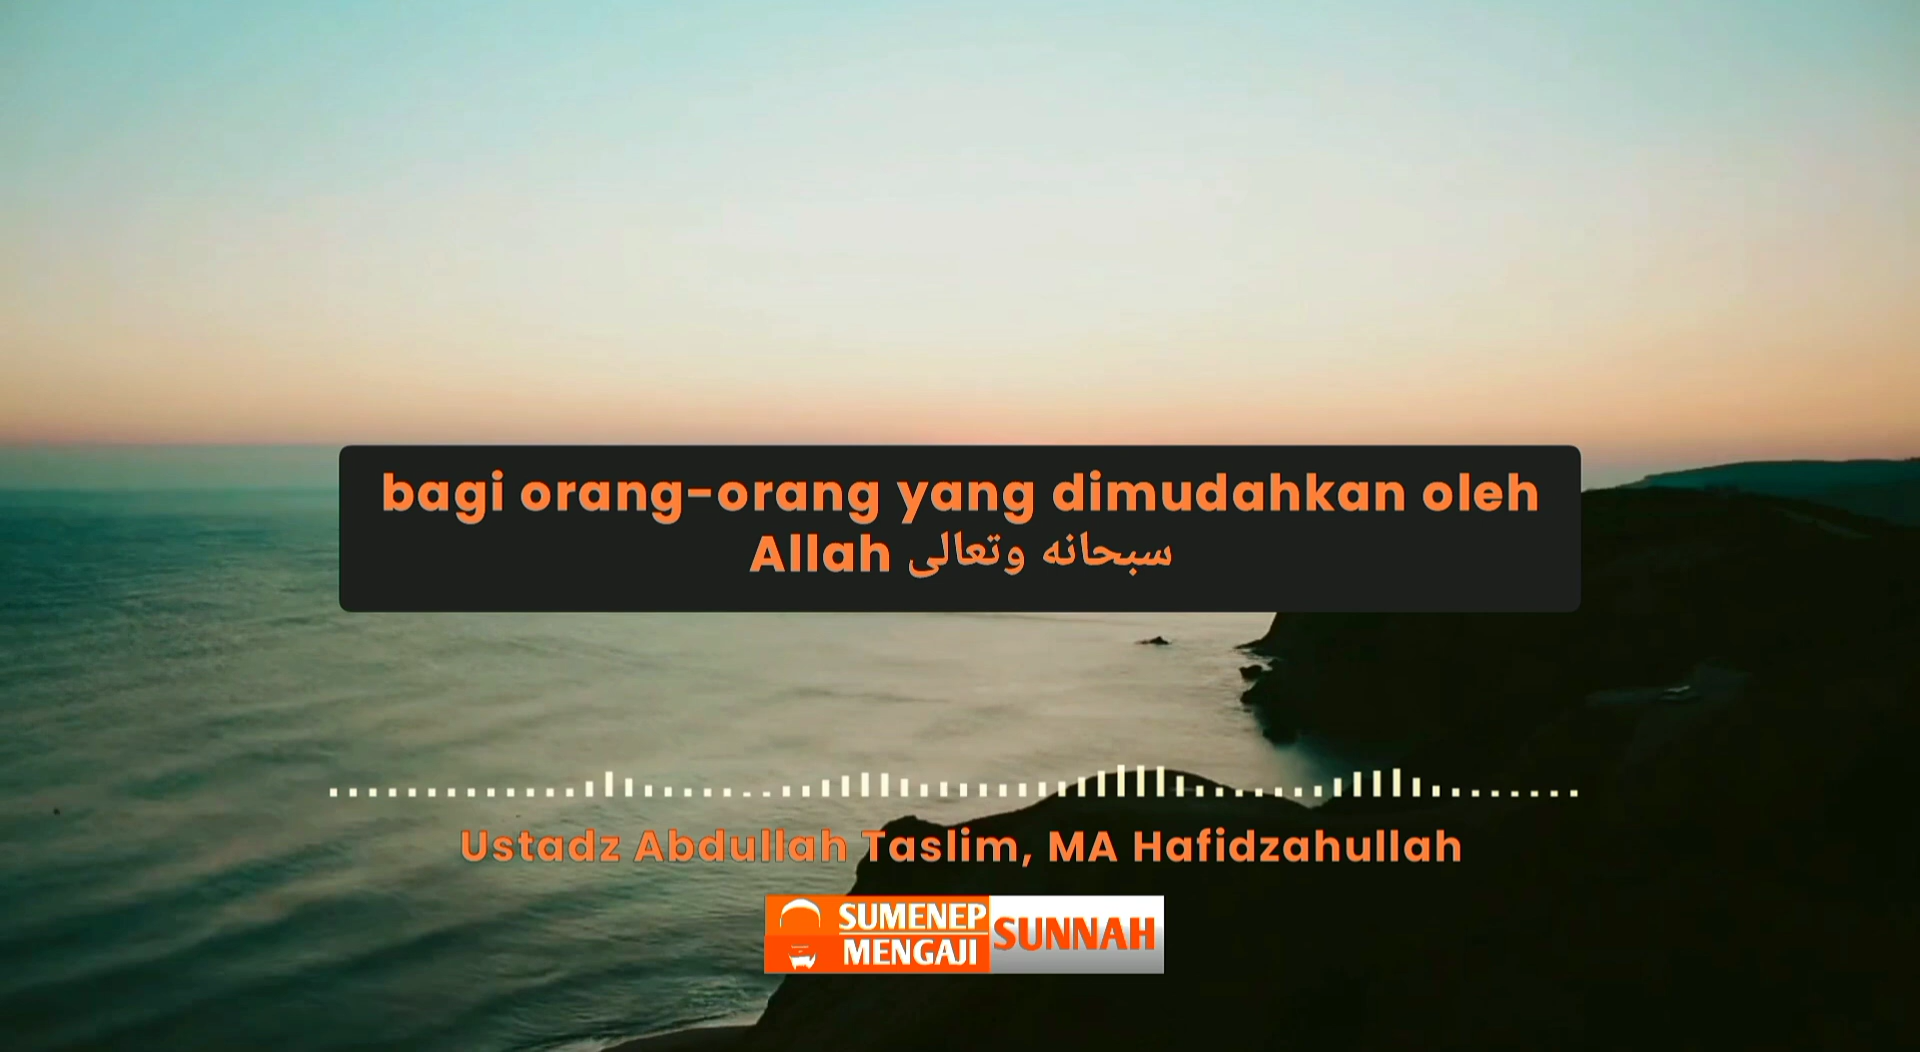 bagi orang-orang yang dimudahkan oleh
Allah سبحانه وتعالى
Ustadz Abdullah Taslim, MA Hafidzahullah
SUMENEP
MENGAJI
SUNNAH